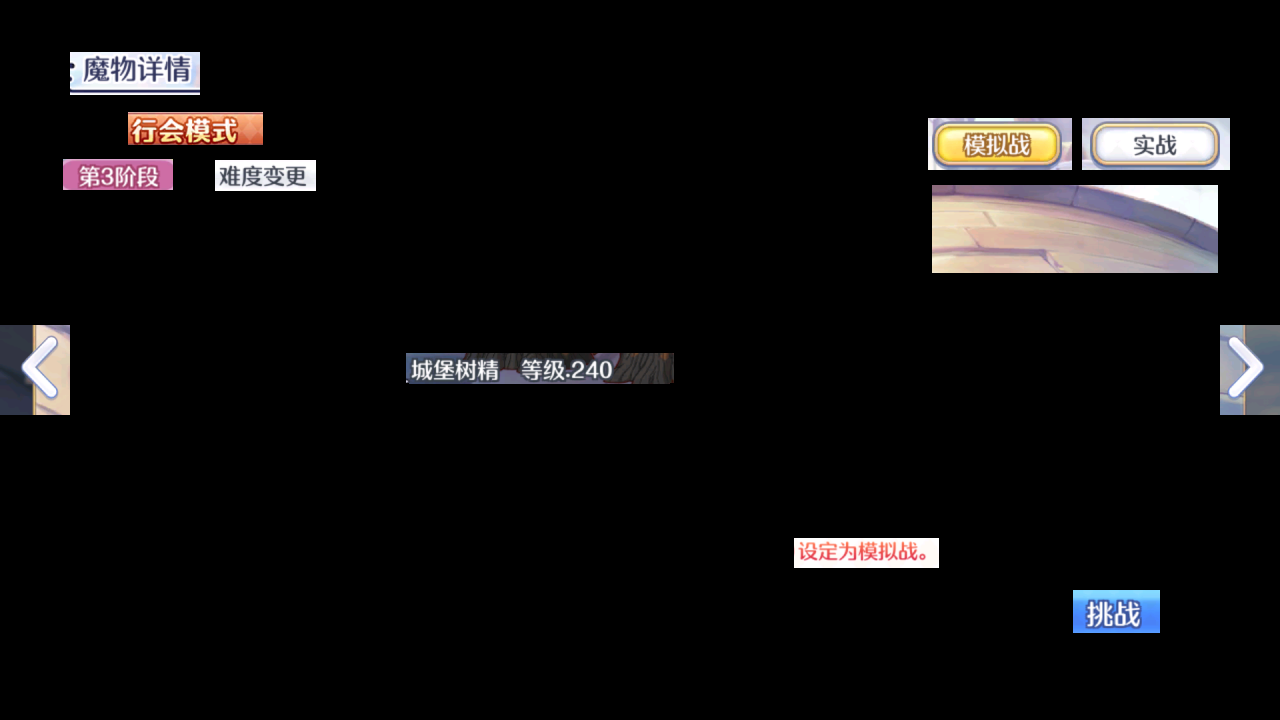 魔物详情
行会模式
模拟战
实战
第3阶段
难度变更
城堡树精 等级.240
设定为模拟战。
挑战